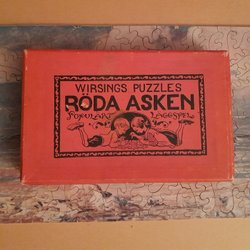 WIRSINGS PUZZLES
RÖDA ASKEN
POPULÄRT LÄGGSPEL